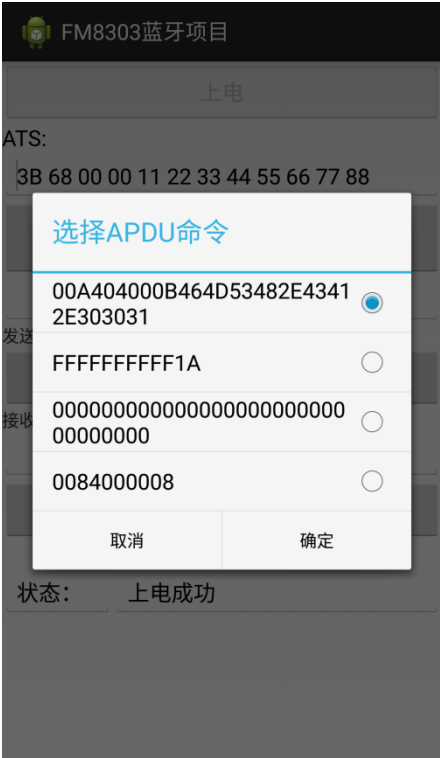 FM8303蓝牙项目
上电
ATS:
3B 68 00 00 11 22 33 44 55 66 77 88
选择APDU命令
00A404000B464D53482E4341
2E303031
FFFFFFFFFF1A
000000000000000000000000
00000000
0084000008
发送
接收
取消
确定
状态：
上电成功